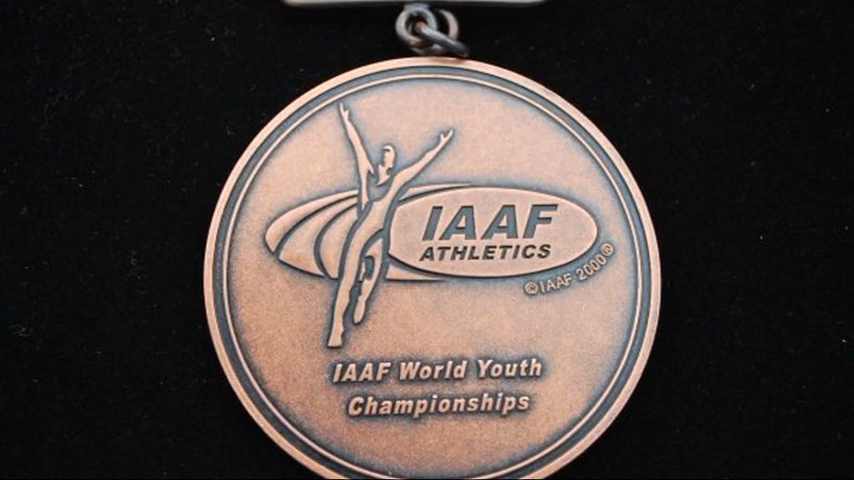 IAAF
ATHLETICS
©IAAF 2000®
IAAF World Youth
Championships